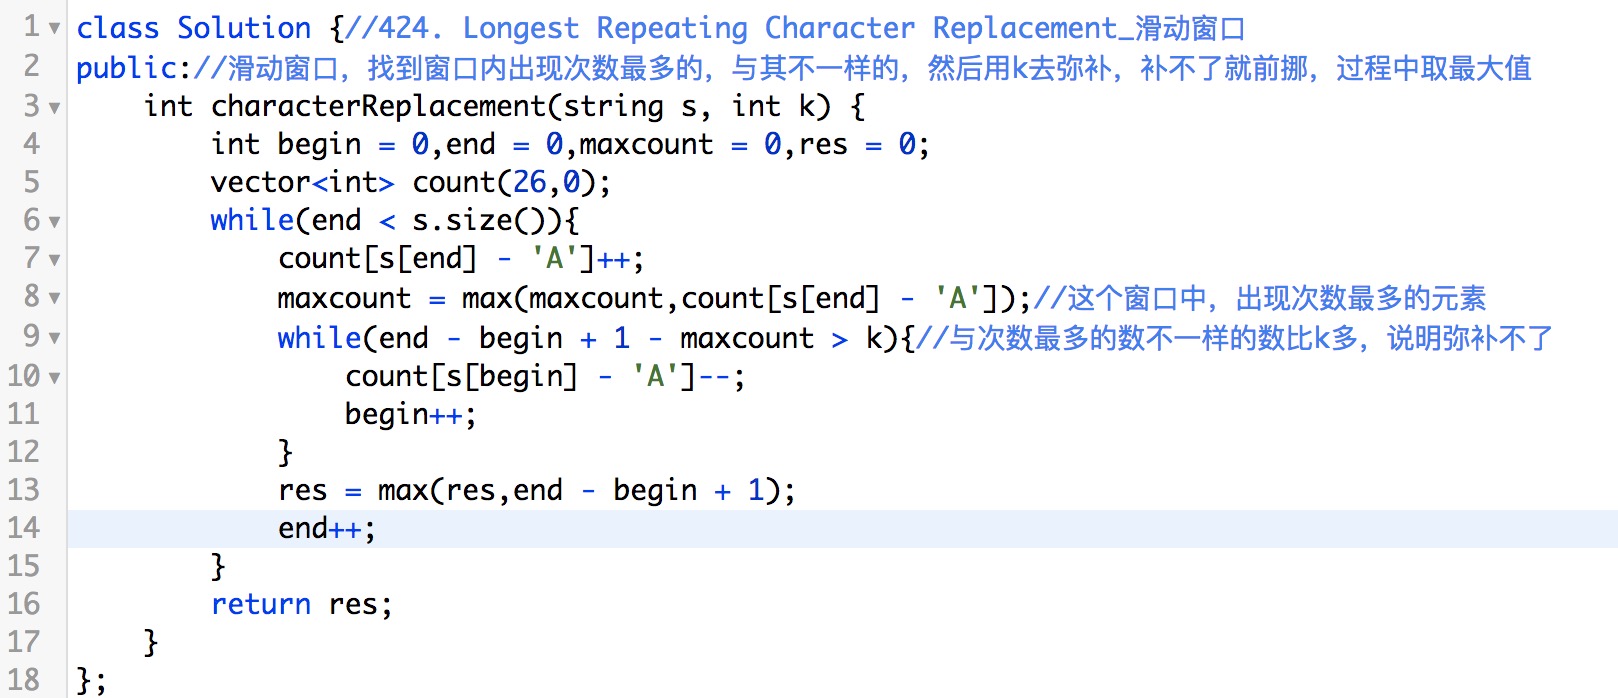 1 class Solution {//424. Longest Repeating Character Replacement_滑动窗口
2 public://滑动窗口，找到窗口内出现次数最多的，与其不一样的，然后用k去弥补，补不了就前挪，过程中取最大值
3     int characterReplacement(string s, int k) {
4         int begin = 0,end = 0,maxcount = 0,res = 0;
5         vector<int> count(26,0);
6         while(end < s.size()){
7             count[s[end] - 'A']++;
8             maxcount = max(maxcount,count[s[end] - 'A']);//这个窗口中，出现次数最多的元素
9             while(end - begin + 1 - maxcount > k){//与次数最多的数不一样的数比k多，说明弥补不了
10                 count[s[begin] - 'A']--;
11                 begin++;
12             }
13             res = max(res,end - begin + 1);
14             end++;
15         }
16         return res;
17     }
18 };